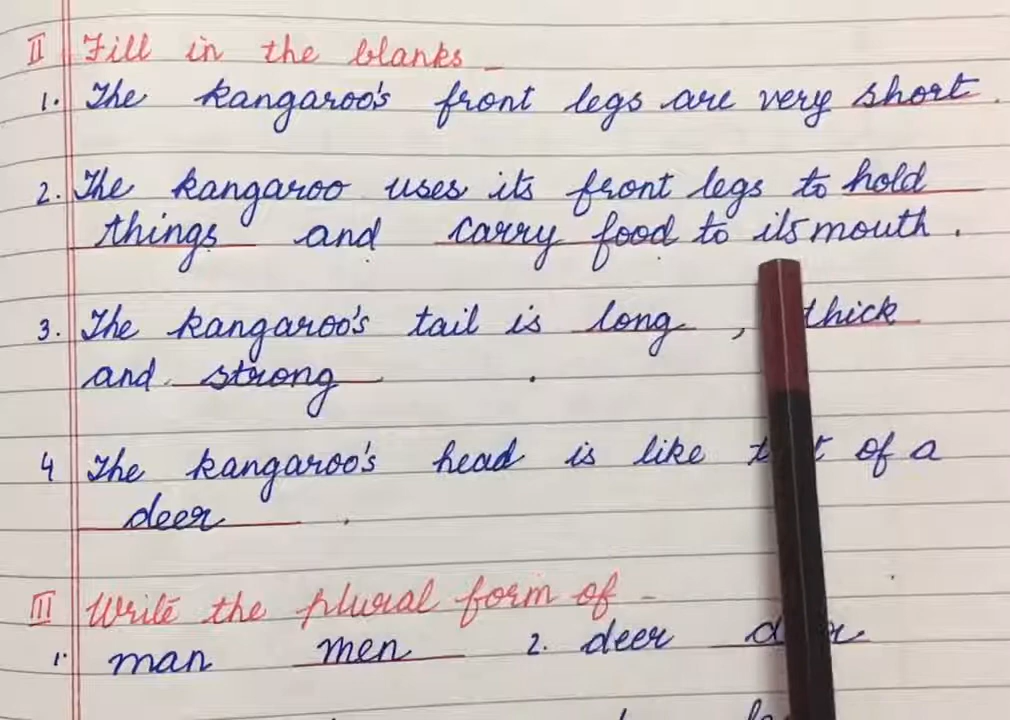 II Fill in the blanks -
1. The kangaroo's front legs are very short.
2. The kangaroo uses its front legs to hold
things and carry food to its mouth.
3. The kangaroo's tail is long, thick
and strong.
4 The kangaroo's head is like of a
deer.
III Write the plural form of -
1. man men 2. deer